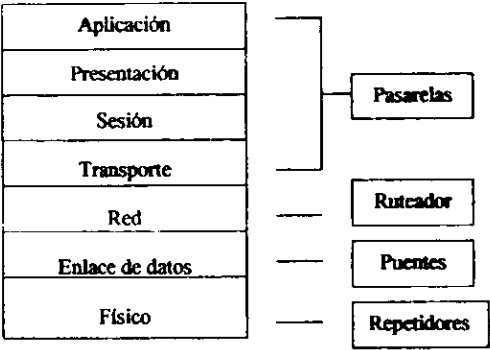 Aplicación
Presentación
Sesión
Transporte
Red
Enlace de datos
Físico
Pasarelas
Ruteador
Puentes
Repetidores